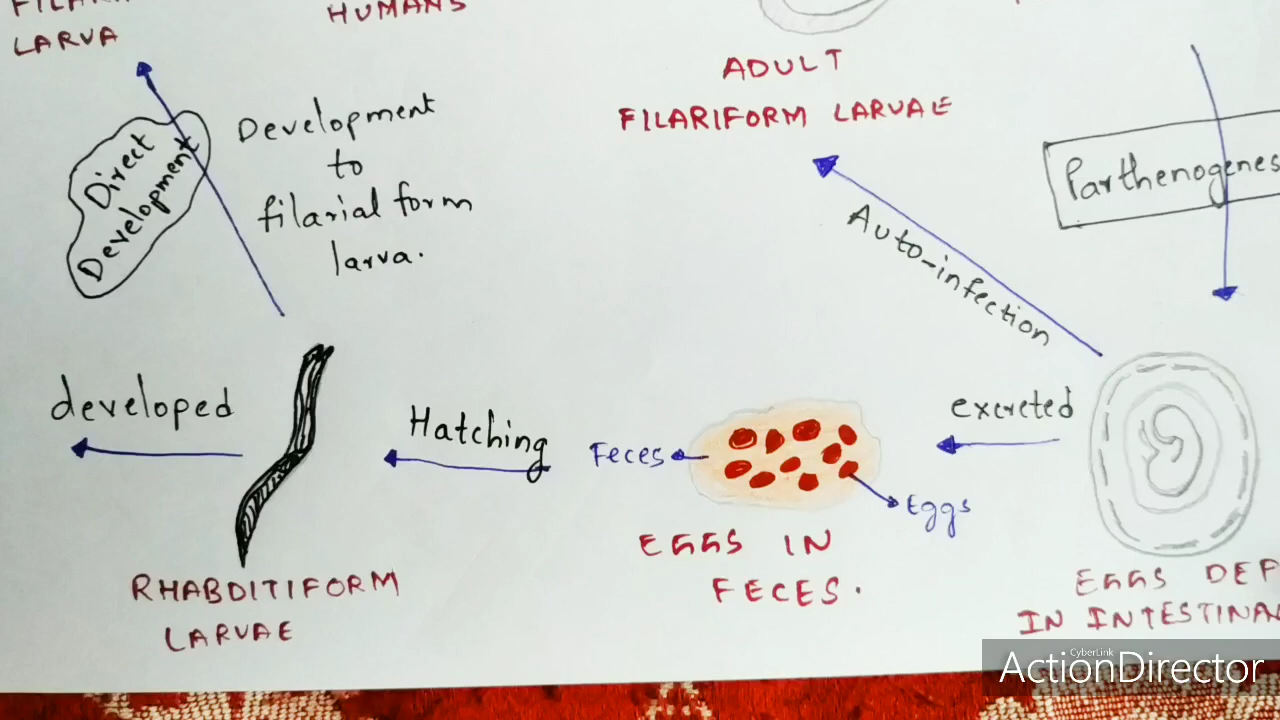 LARVA
HUMANS
ADULT
FILARIFORM LARVAE
Direct
Development
Development
to
filarial form
larva.
Auto-infection
Parthenogenes
developed
Hatching
Feces
Eggs
excreted
RHABDITIFORM
LARVAE
EGGS IN
FECES.
EGGS DEP
IN INTESTINA
CyberLink
ActionDirector